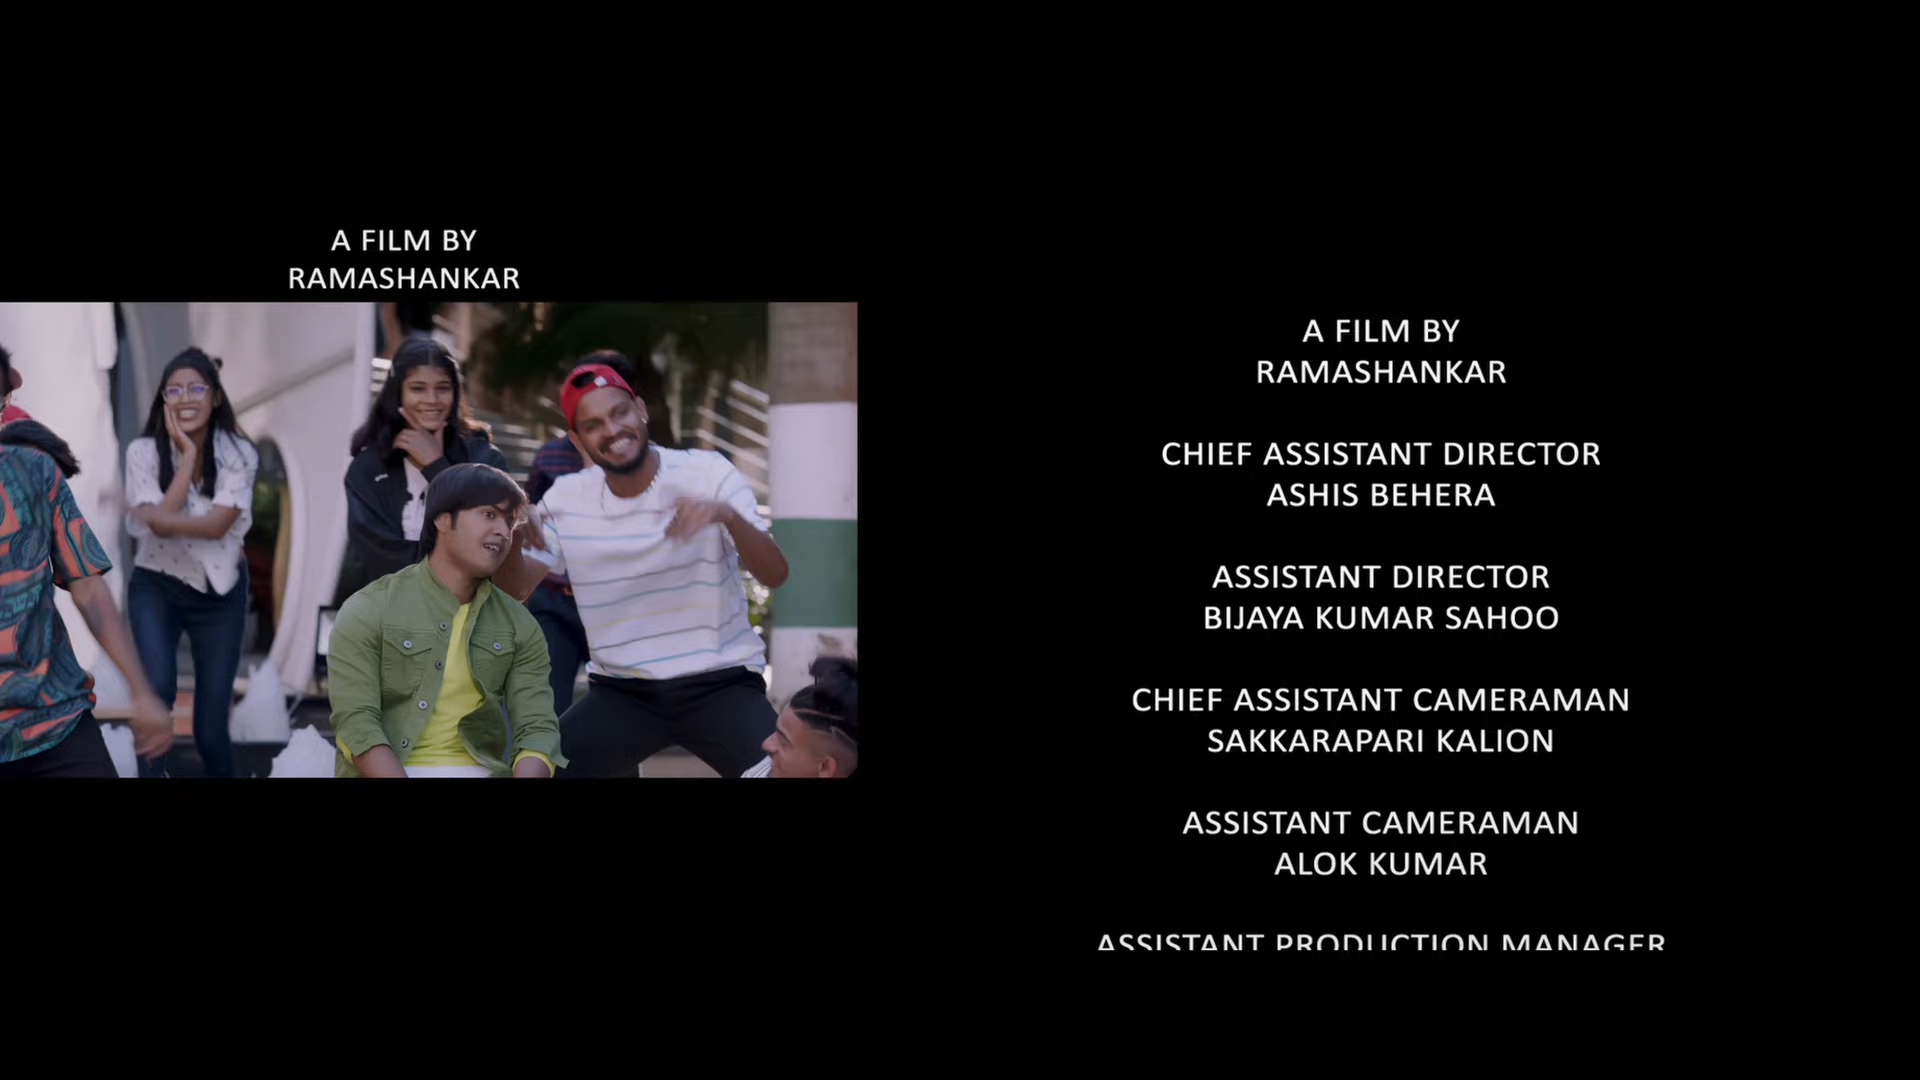 A FILM BY
RAMASHANKAR
A FILM BY
RAMASHANKAR
CHIEF ASSISTANT DIRECTOR
ASHIS BEHERA
ASSISTANT DIRECTOR
BIJAYA KUMAR SAHOO
CHIEF ASSISTANT CAMERAMAN
SAKKARAPARI KALION
ASSISTANT CAMERAMAN
ALOK KUMAR
ASSISTANT PRODUCTION MANAGER